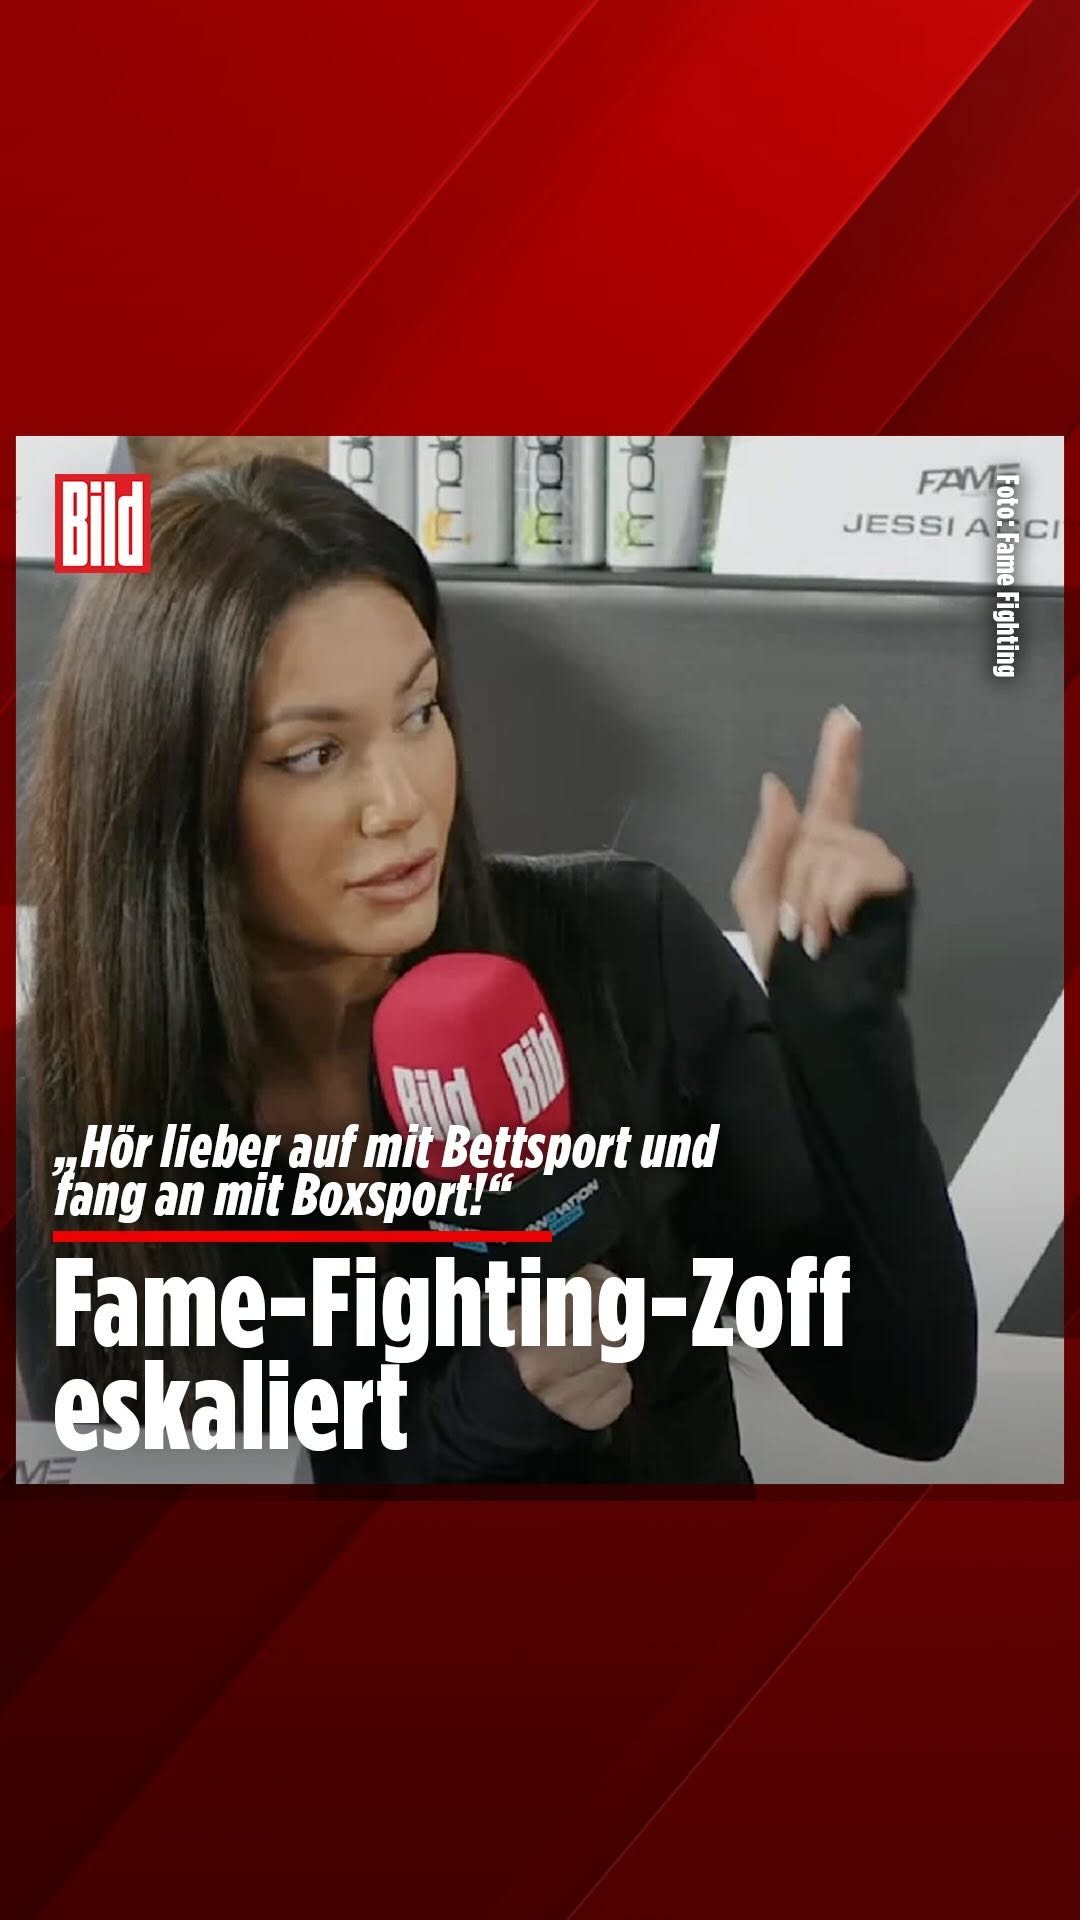 Bild
FAME
JESSI
Foto: Fame Fighting
Bild Bild
„Hör lieber auf mit Bettsport und
fang an mit Boxsport!“
Fame-Fighting-Zoff
eskaliert